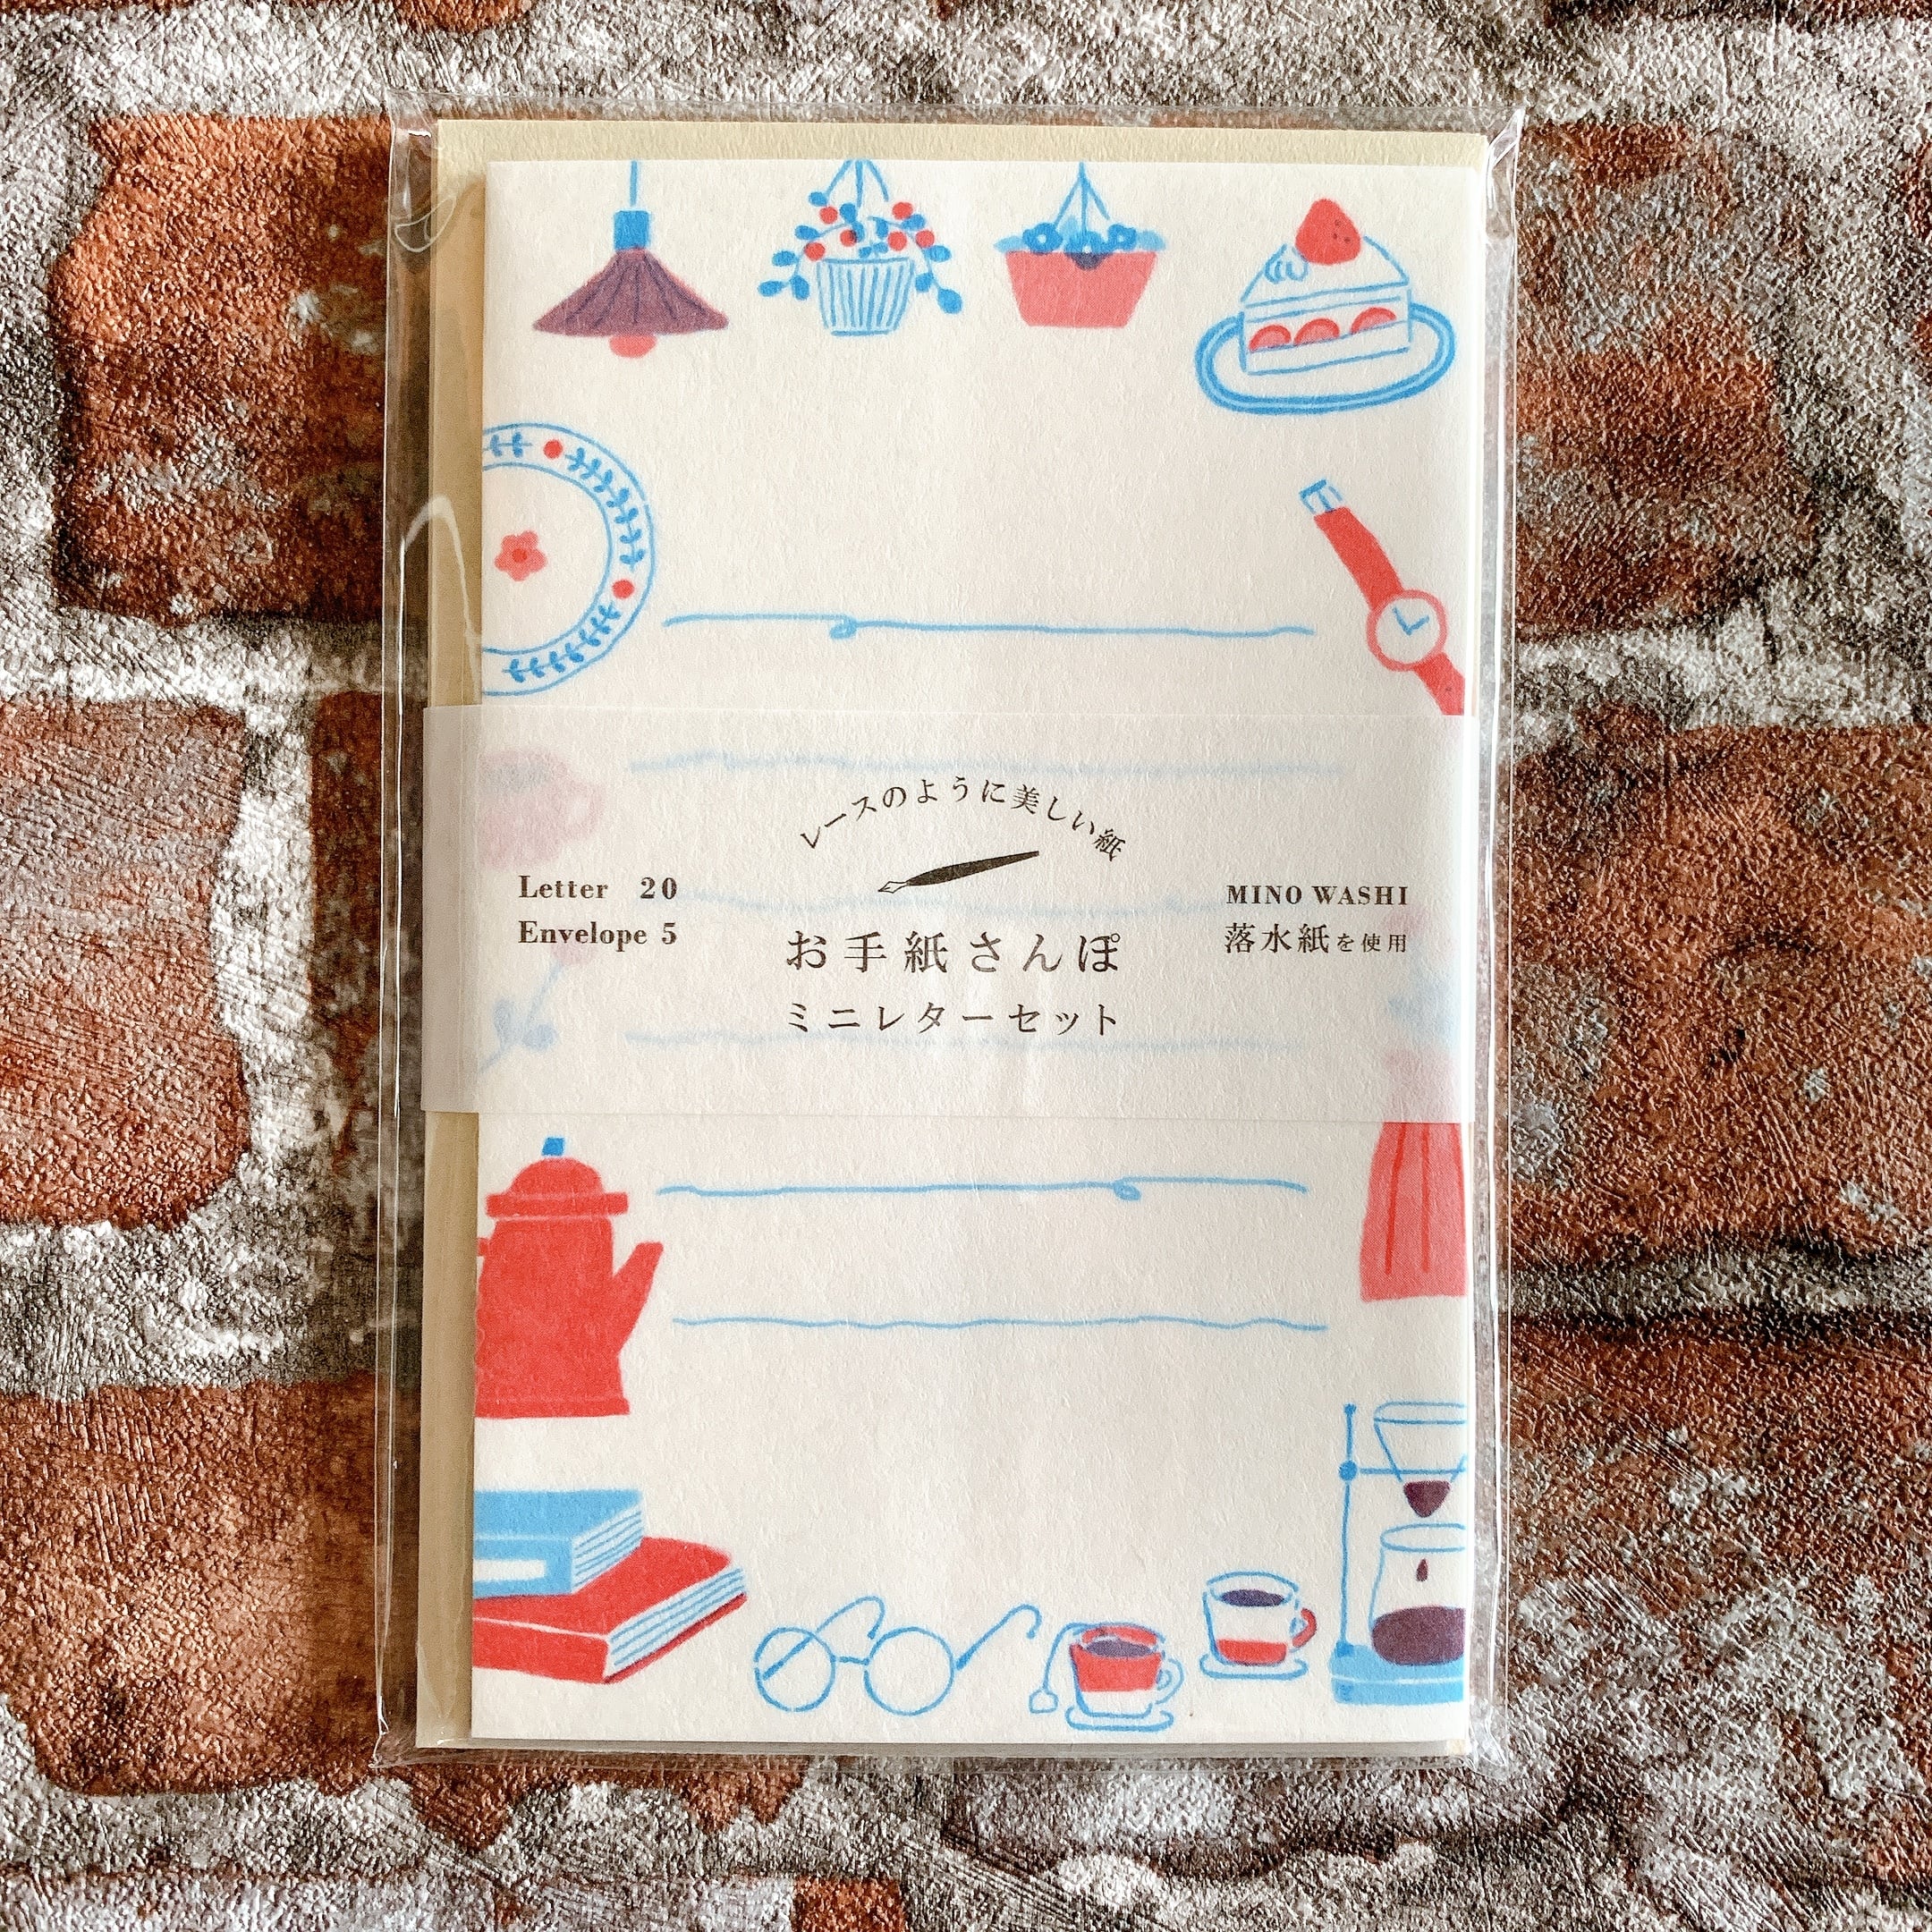 レースのように美しい紙
Letter 20
Envelope 5
お手紙さんぽ
ミニレターセット
MINO WASHI
落水紙を使用